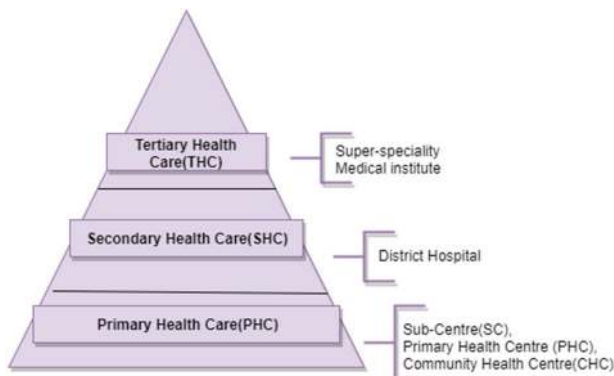 Tertiary Health
Care(THC)
Super-speciality
Medical institute
Secondary Health Care(SHC)
District Hospital
Primary Health Care(PHC)
Sub-Centre(SC),
Primary Health Centre (PHC),
Community Health Centre(CHC)